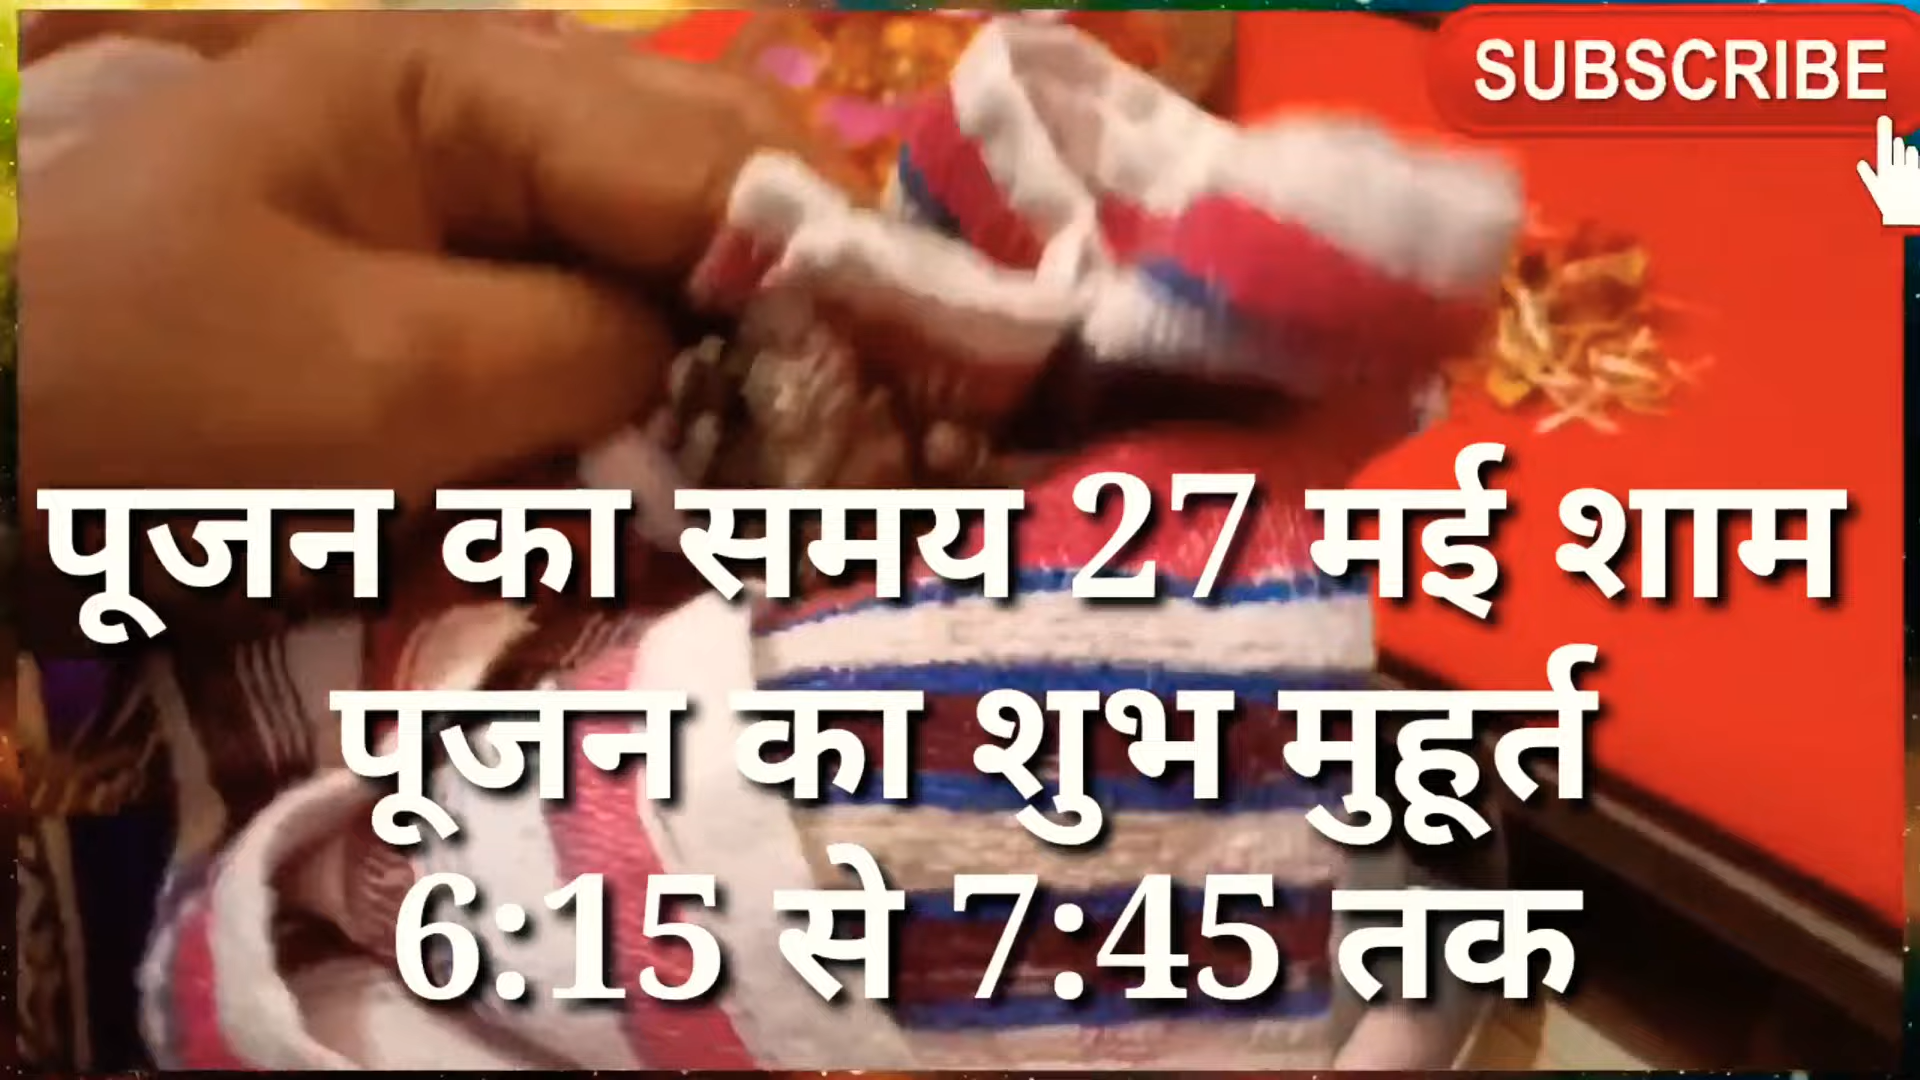 SUBSCRIBE
पूजन का समय 27 मई शाम
पूजन का शुभ मुहूर्त
6:15 से 7:45 तक